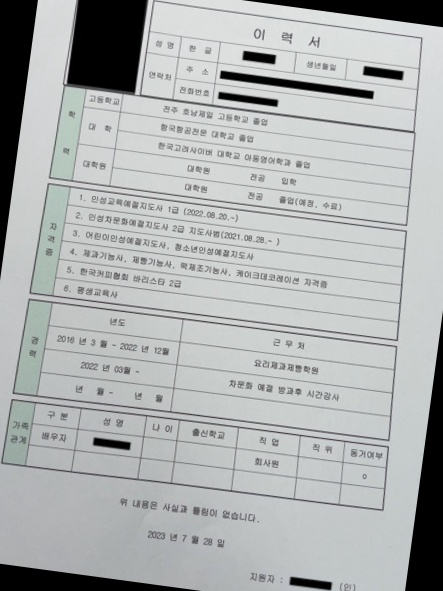 이 력 서
성 명 한 글 생년월일
연락처 주 소
전화번호
학 력
고등학교 전주 호남제일 고등학교 졸업
대 학 한국항공전문 대학교 졸업
한국고려사이버 대학교 아동영어학과 졸업
대학원 대학원 전공 입학
대학원 전공 졸업(예정, 수료)
자격증
1. 인성교육예절지도사 1급 (2022.08.20.~)
2. 인성차문화예절지도사 2급 지도사범(2021.08.28.~ )
3. 어린이인성예절지도사, 청소년인성예절지도사
4. 제과기능사, 제빵기능사, 떡제조기능사, 케이크데코레이션 자격증
5. 한국커피협회 바리스타 2급
6. 평생교육사
경력
년도 근 무 처
2016 년 3 월 - 2022 년 12월 요리제과제빵학원
2022 년 03월 - 차문화 예절 방과후 시간강사
년 월 - 년 월
가족관계
구 분 성 명 나 이 출신학교 직 업 직 위 동거여부
배우자 회사원 o
위 내용은 사실과 틀림이 없습니다.
2023 년 7 월 28 일
지원자 : (인)